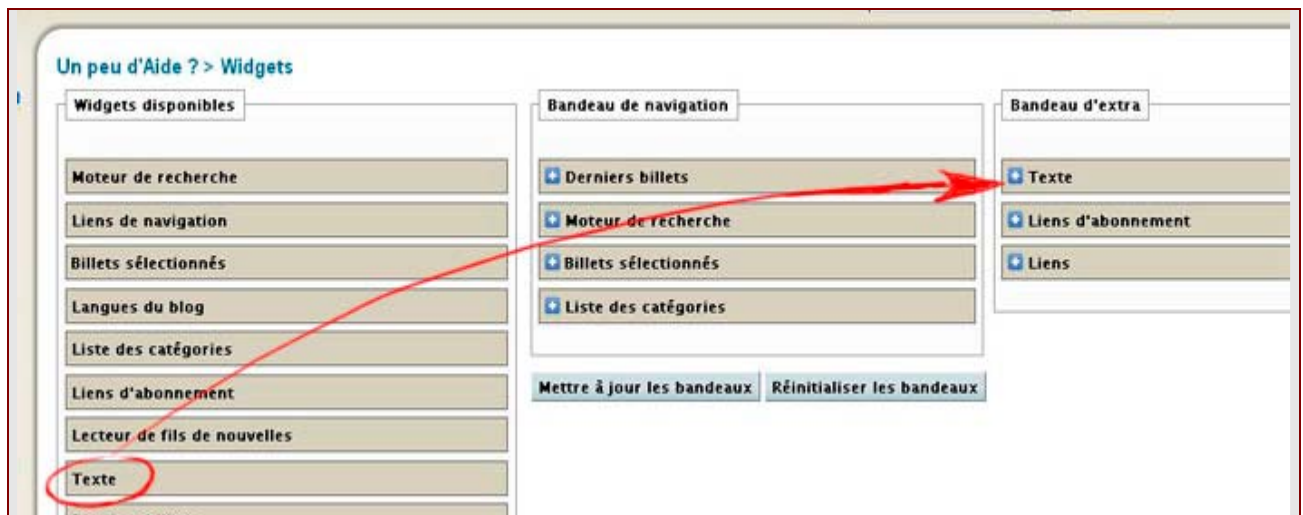 Un peu d'Aide ? > Widgets
Widgets disponibles
Moteur de recherche
Liens de navigation
Billets sélectionnés
Langues du blog
Liste des catégories
Liens d'abonnement
Lecteur de fils de nouvelles
Texte
Bandeau de navigation
Derniers billets
Moteur de recherche
Billets sélectionnés
Liste des catégories
Mettre à jour les bandeaux Réinitialiser les bandeaux
Bandeau d'extra
Texte
Liens d'abonnement
Liens